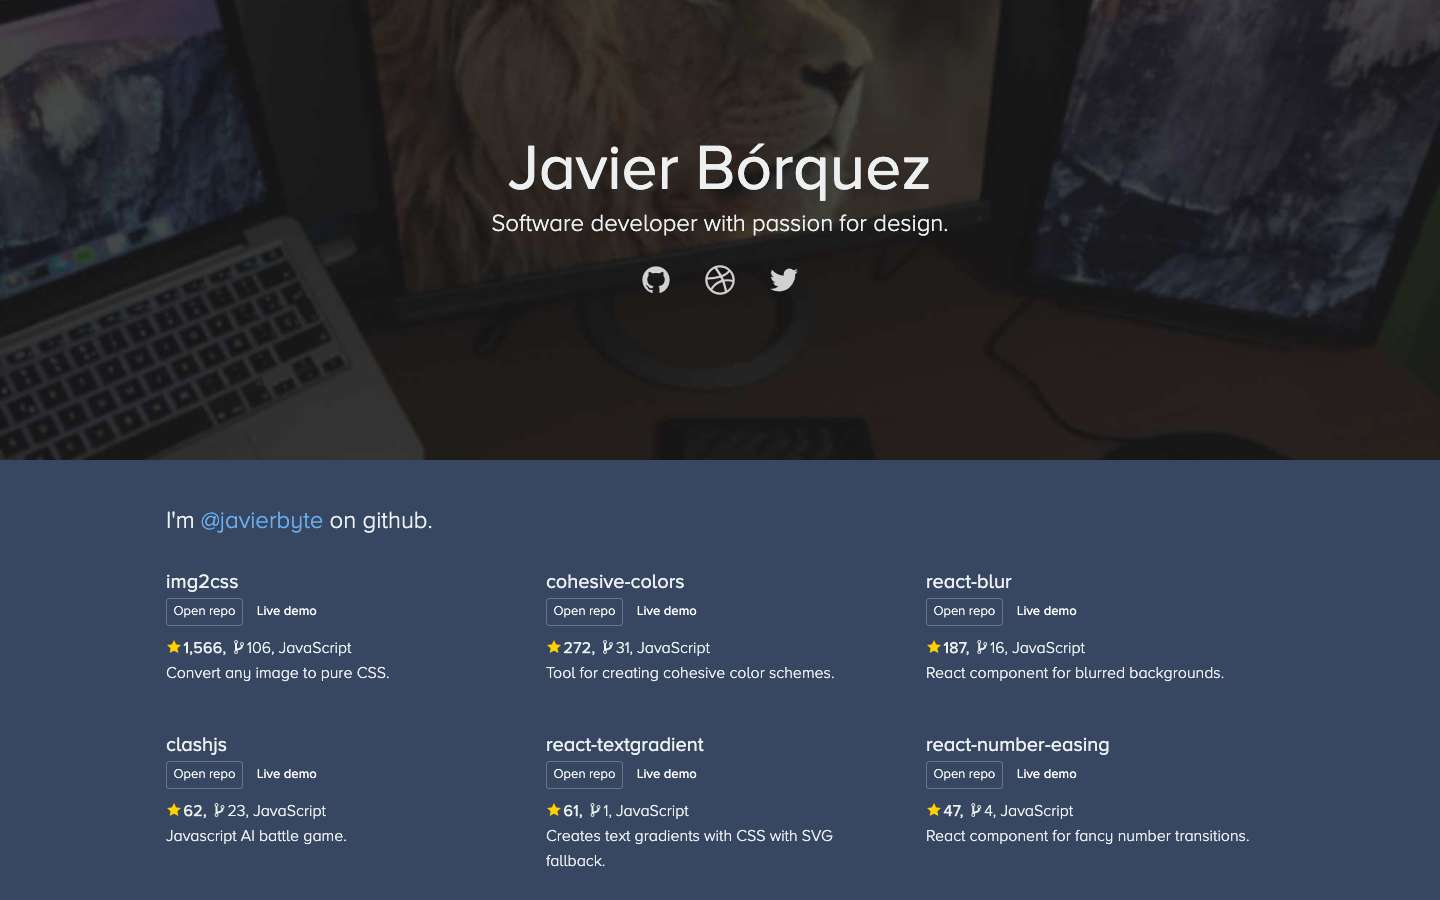 Javier Bórquez
Software developer with passion for design.
I'm @javierbyte on github.
img2css
Open repo Live demo
1,566, 106, JavaScript
Convert any image to pure CSS.
cohesive-colors
Open repo Live demo
272, 31, JavaScript
Tool for creating cohesive color schemes.
react-blur
Open repo Live demo
187, 16, JavaScript
React component for blurred backgrounds.
clashjs
Open repo Live demo
62, 23, JavaScript
Javascript AI battle game.
react-textgradient
Open repo Live demo
61, 1, JavaScript
Creates text gradients with CSS with SVG
fallback.
react-number-easing
Open repo Live demo
47, 4, JavaScript
React component for fancy number transitions.